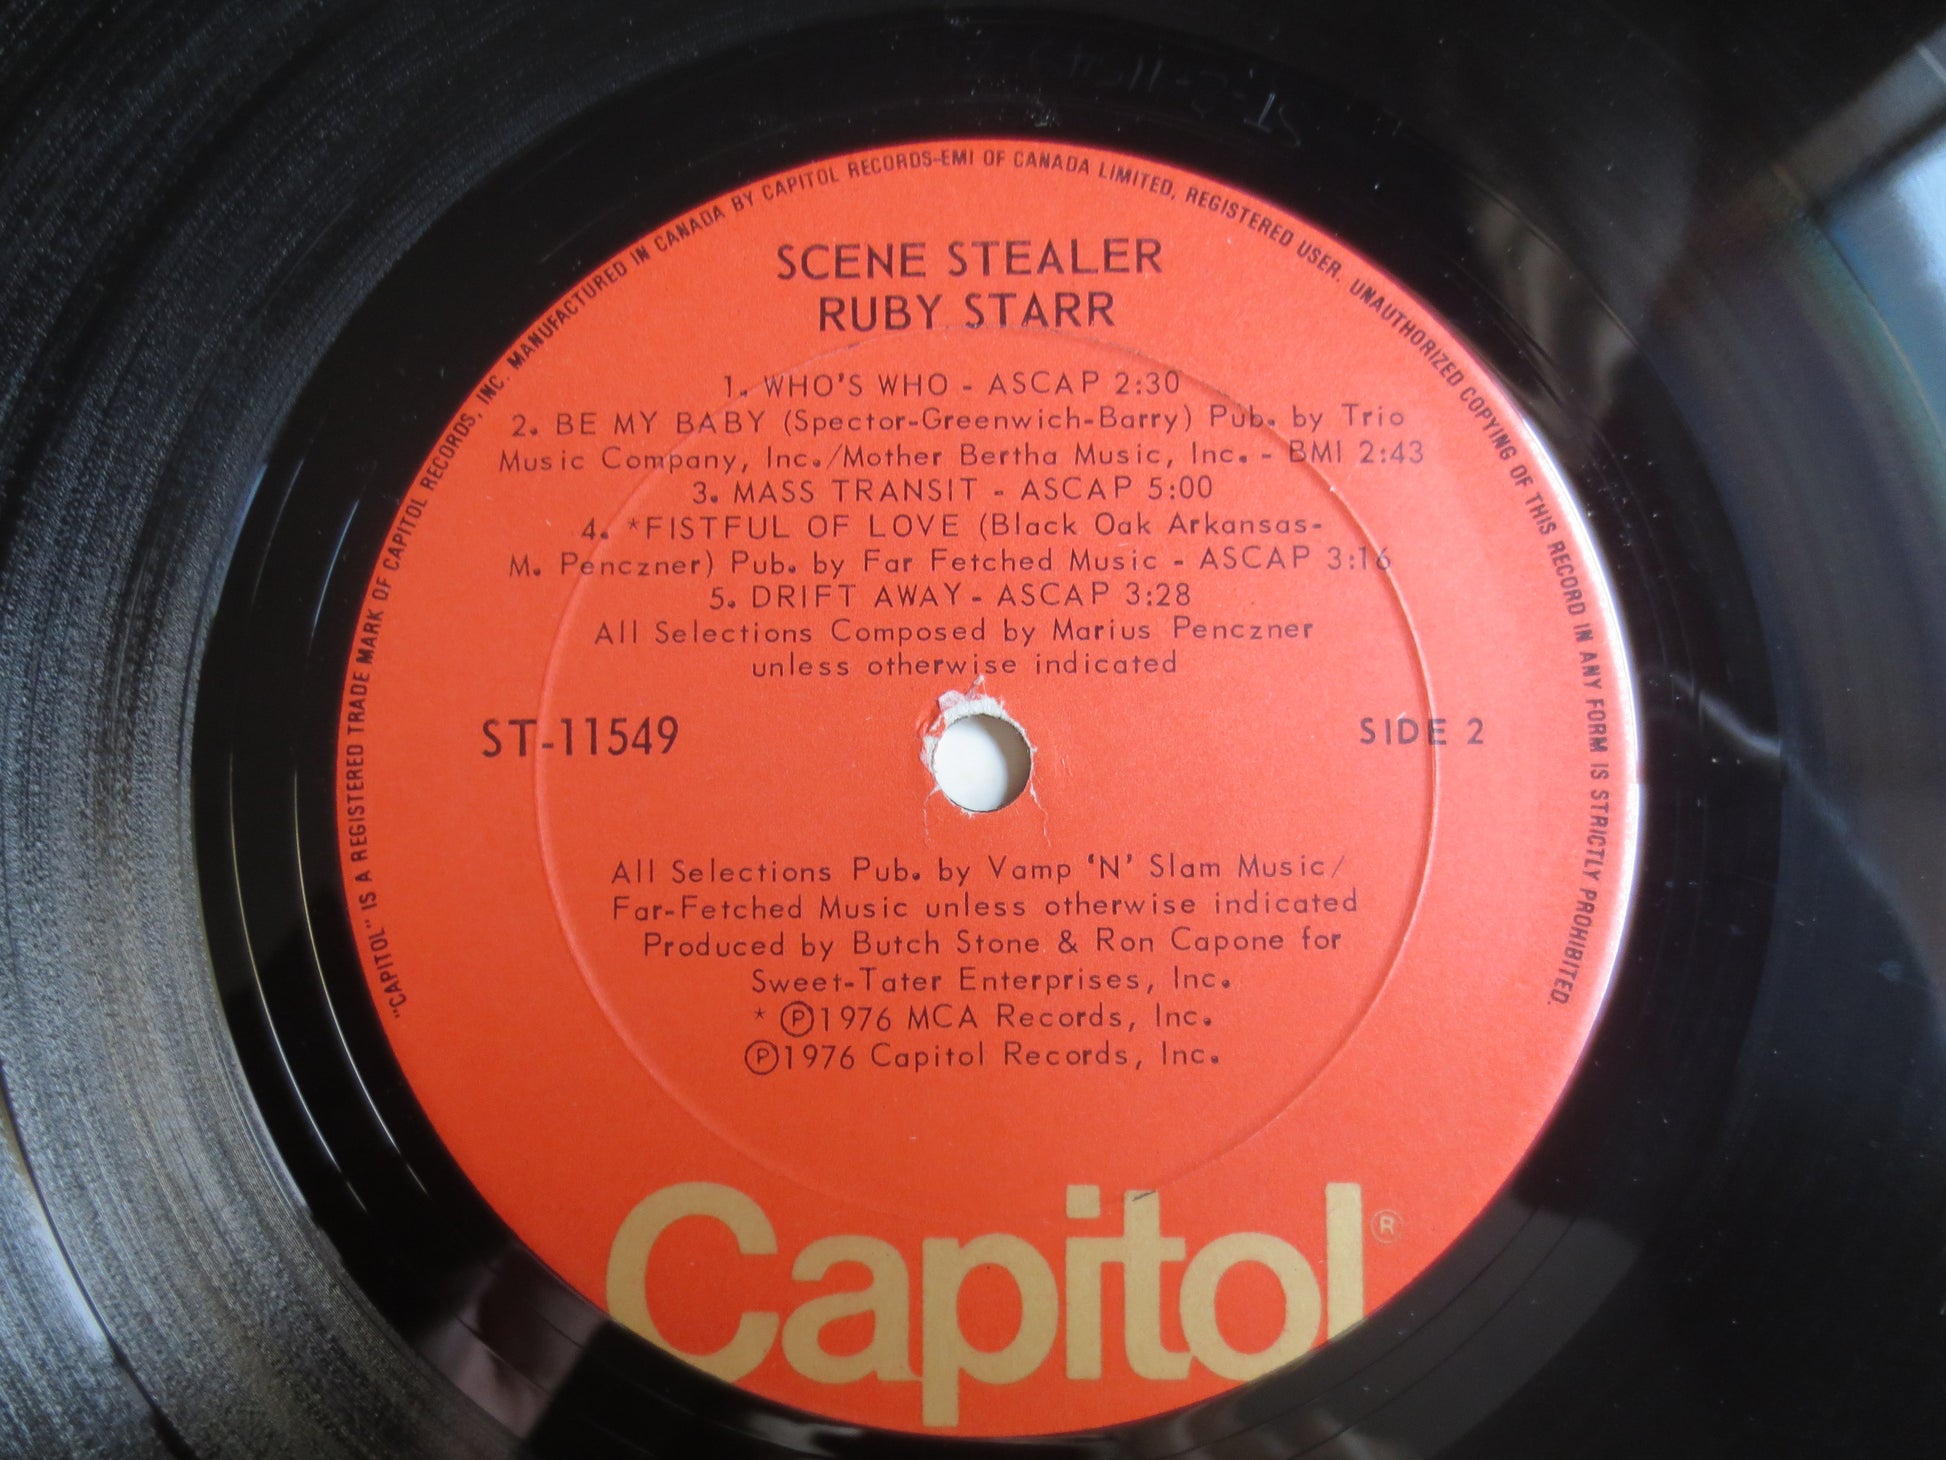 "CAPITOL" IS A REGISTERED TRADE MARK OF CAPITOL RECORDS, INC. MANUFACTURED IN CANADA BY CAPITOL RECORDS-EMI OF CANADA LIMITED, REGISTERED USER. UNAUTHORIZED COPYING OF THIS RECORD IN ANY FORM IS STRICTLY PROHIBITED.
SCENE STEALER
RUBY STARR
1. WHO'S WHO - ASCAP 2:30
2. BE MY BABY (Spector-Greenwich-Barry) Pub. by Trio
Music Company, Inc./Mother Bertha Music, Inc. - BMI 2:43
3. MASS TRANSIT - ASCAP 5:00
4. *FISTFUL OF LOVE (Black Oak Arkansas-
M. Penczner) Pub. by Far Fetched Music - ASCAP 3:16
5. DRIFT AWAY - ASCAP 3:28
All Selections Composed by Marius Penczner
unless otherwise indicated
ST-11549
SIDE 2
All Selections Pub. by Vamp 'N' Slam Music/
Far-Fetched Music unless otherwise indicated
Produced by Butch Stone & Ron Capone for
Sweet-Tater Enterprises, Inc.
* ℗1976 MCA Records, Inc.
℗1976 Capitol Records, Inc.
Capitol®